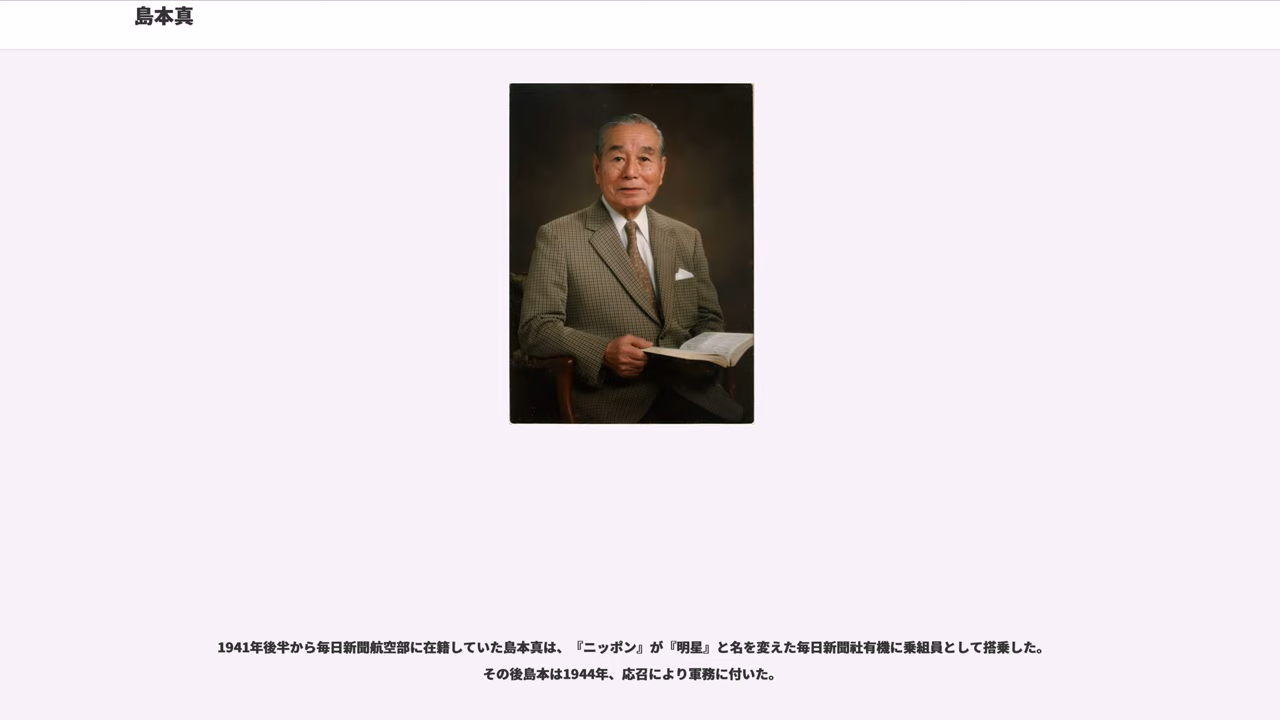 島本真
1941年後半から毎日新聞航空部に在籍していた島本真は、『ニッポン』が『明星』と名を変えた毎日新聞社有機に乗組員として搭乗した。
その後島本は1944年、応召により軍務に付いた。